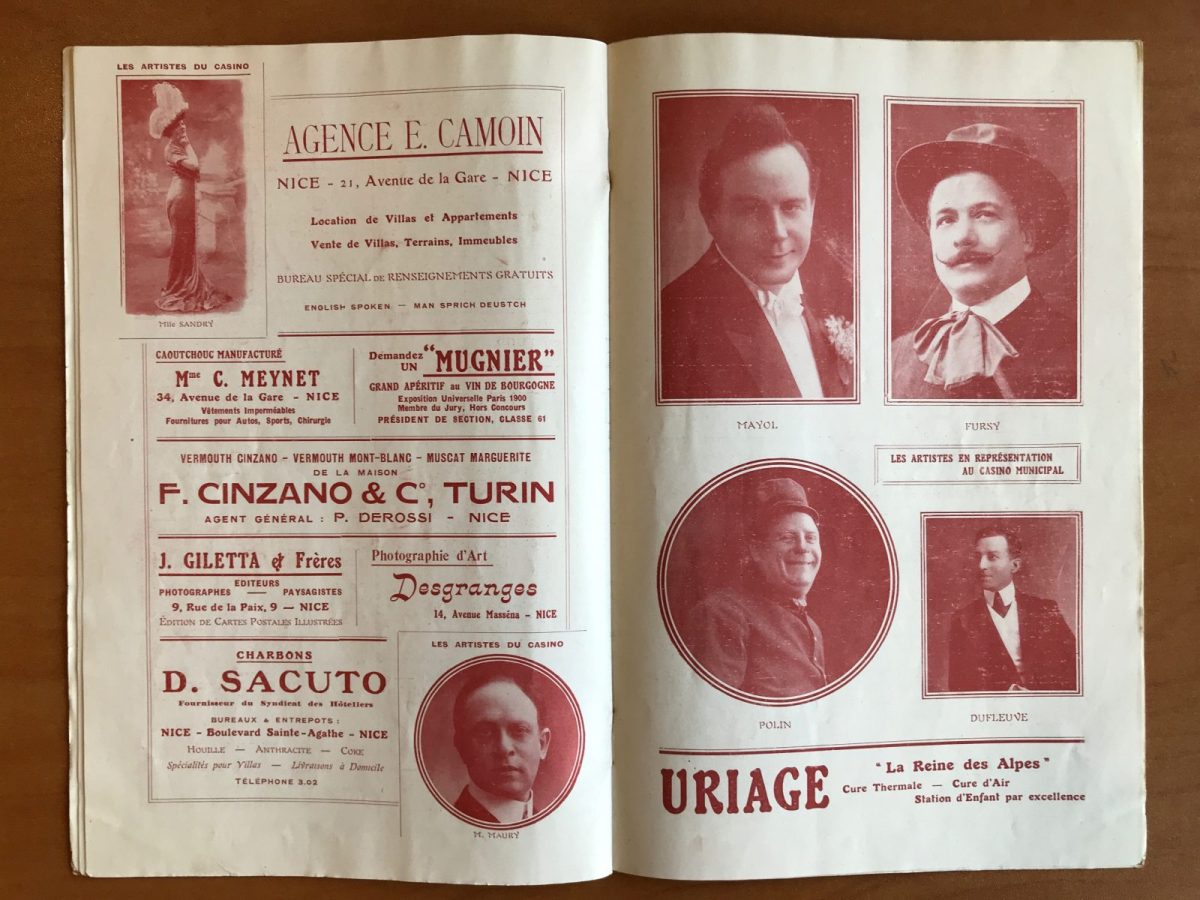 LES ARTISTES DU CASINO
Mlle SANDRY
AGENCE E. CAMOIN
NICE - 21, Avenue de la Gare - NICE
Location de Villas et Appartements
Vente de Villas, Terrains, Immeubles
BUREAU SPÉCIAL DE RENSEIGNEMENTS GRATUITS
ENGLISH SPOKEN — MAN SPRICH DEUSTCH
CAOUTCHOUC MANUFACTURÉ
Mme C. MEYNET
34, Avenue de la Gare - NICE
Vêtements Imperméables
Fournitures pour Autos, Sports, Chirurgie
Demandez UN "MUGNIER"
GRAND APÉRITIF au VIN DE BOURGOGNE
Exposition Universelle Paris 1900
Membre du Jury, Hors Concours
PRÉSIDENT DE SECTION, CLASSE 61
VERMOUTH CINZANO - VERMOUTH MONT-BLANC - MUSCAT MARGUERITE
DE LA MAISON
F. CINZANO & Co, TURIN
AGENT GÉNÉRAL : P. DEROSSI - NICE
J. GILETTA & Frères
EDITEURS
PHOTOGRAPHES — PAYSAGISTES
9, Rue de la Paix, 9 — NICE
ÉDITION DE CARTES POSTALES ILLUSTRÉES
Photographie d'Art
Desgranges
14, Avenue Masséna - NICE
CHARBONS
D. SACUTO
Fournisseur du Syndicat des Hôteliers
BUREAUX & ENTREPOTS :
NICE - Boulevard Sainte-Agathe - NICE
HOUILLE — ANTHRACITE — COKE
Spécialités pour Villas — Livraisons à Domicile
TÉLÉPHONE 3.02
LES ARTISTES DU CASINO
M. MAURY
MAYOL
FURSY
LES ARTISTES EN REPRÉSENTATION
AU CASINO MUNICIPAL
POLIN
DUFLEUVE
URIAGE
"La Reine des Alpes"
Cure Thermale — Cure d'Air
Station d'Enfant par excellence